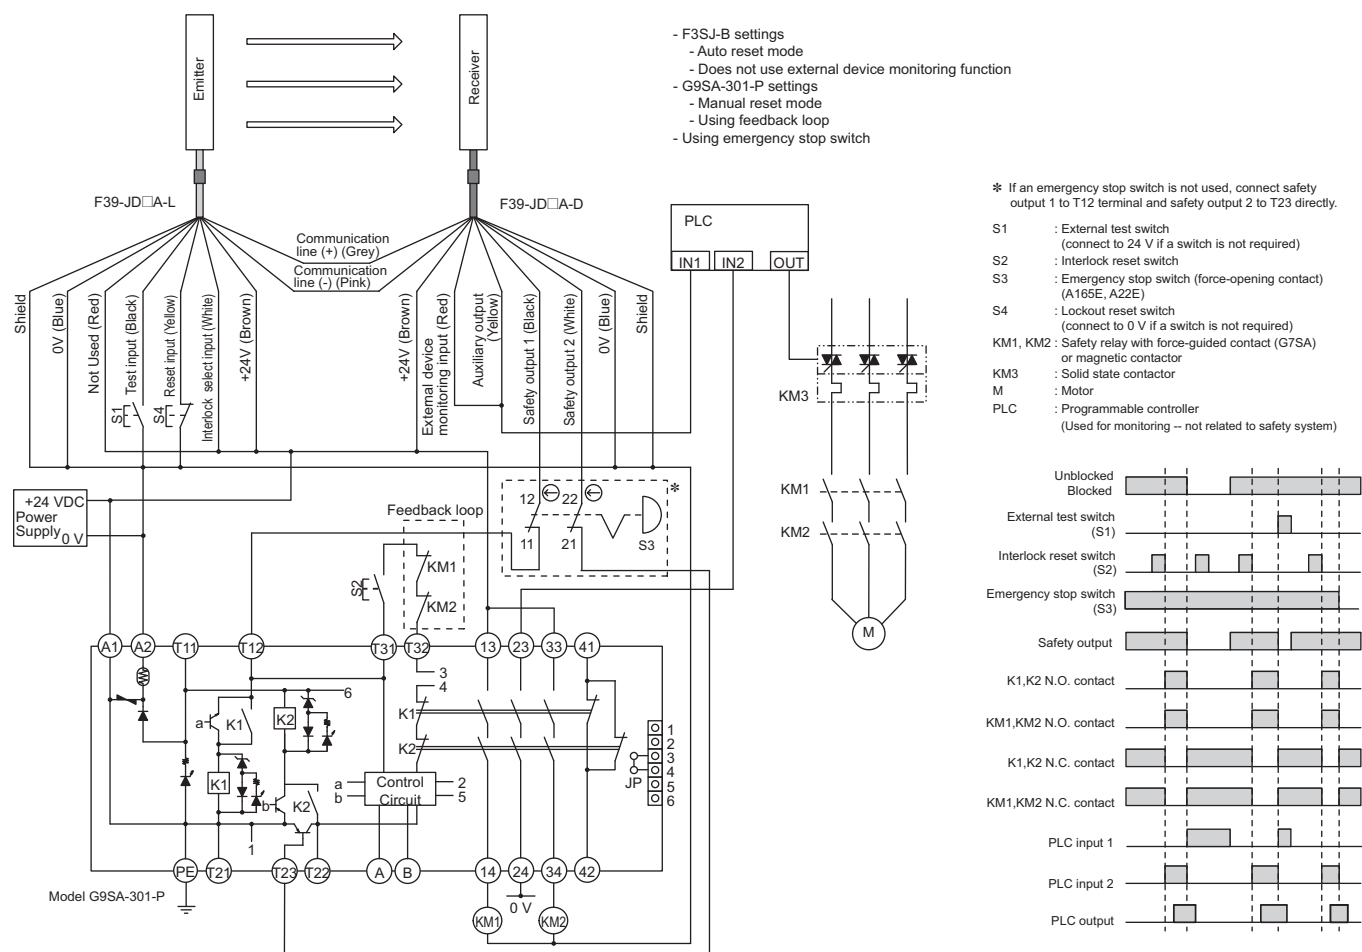 Emitter
Receiver
- F3SJ-B settings
- Auto reset mode
- Does not use external device monitoring function
- G9SA-301-P settings
- Manual reset mode
- Using feedback loop
- Using emergency stop switch
F39-JD□A-L
F39-JD□A-D
Communication
line (+) (Grey)
Communication
line (-) (Pink)
Shield
0V (Blue)
Not Used (Red)
Test input (Black)
Reset input (Yellow)
Interlock select input (White)
+24V (Brown)
+24V (Brown)
External device
monitoring input (Red)
Auxiliary output
(Yellow)
Safety output 1 (Black)
Safety output 2 (White)
0V (Blue)
Shield
S1
S4
PLC
IN1
IN2
OUT
KM3
KM1
KM2
M
✻ If an emergency stop switch is not used, connect safety
output 1 to T12 terminal and safety output 2 to T23 directly.
S1 : External test switch
(connect to 24 V if a switch is not required)
S2 : Interlock reset switch
S3 : Emergency stop switch (force-opening contact)
(A165E, A22E)
S4 : Lockout reset switch
(connect to 0 V if a switch is not required)
KM1, KM2 : Safety relay with force-guided contact (G7SA)
or magnetic contactor
KM3 : Solid state contactor
M : Motor
PLC : Programmable controller
(Used for monitoring -- not related to safety system)
+24 VDC
Power
Supply
0 V
Feedback loop
S2
KM1
KM2
12
22
11
21
S3
✻
A1
A2
T11
T12
T31
T32
13
23
33
41
3
4
6
a
K1
K2
K1
K2
K1
b
K2
1
a
b
Control
Circuit
2
5
JP
1
2
3
4
5
6
PE
T21
T23
T22
A
B
14
24
34
42
Model G9SA-301-P
KM1
0 V
KM2
Unblocked
Blocked
External test switch
(S1)
Interlock reset switch
(S2)
Emergency stop switch
(S3)
Safety output
K1,K2 N.O. contact
KM1,KM2 N.O. contact
K1,K2 N.C. contact
KM1,KM2 N.C. contact
PLC input 1
PLC input 2
PLC output